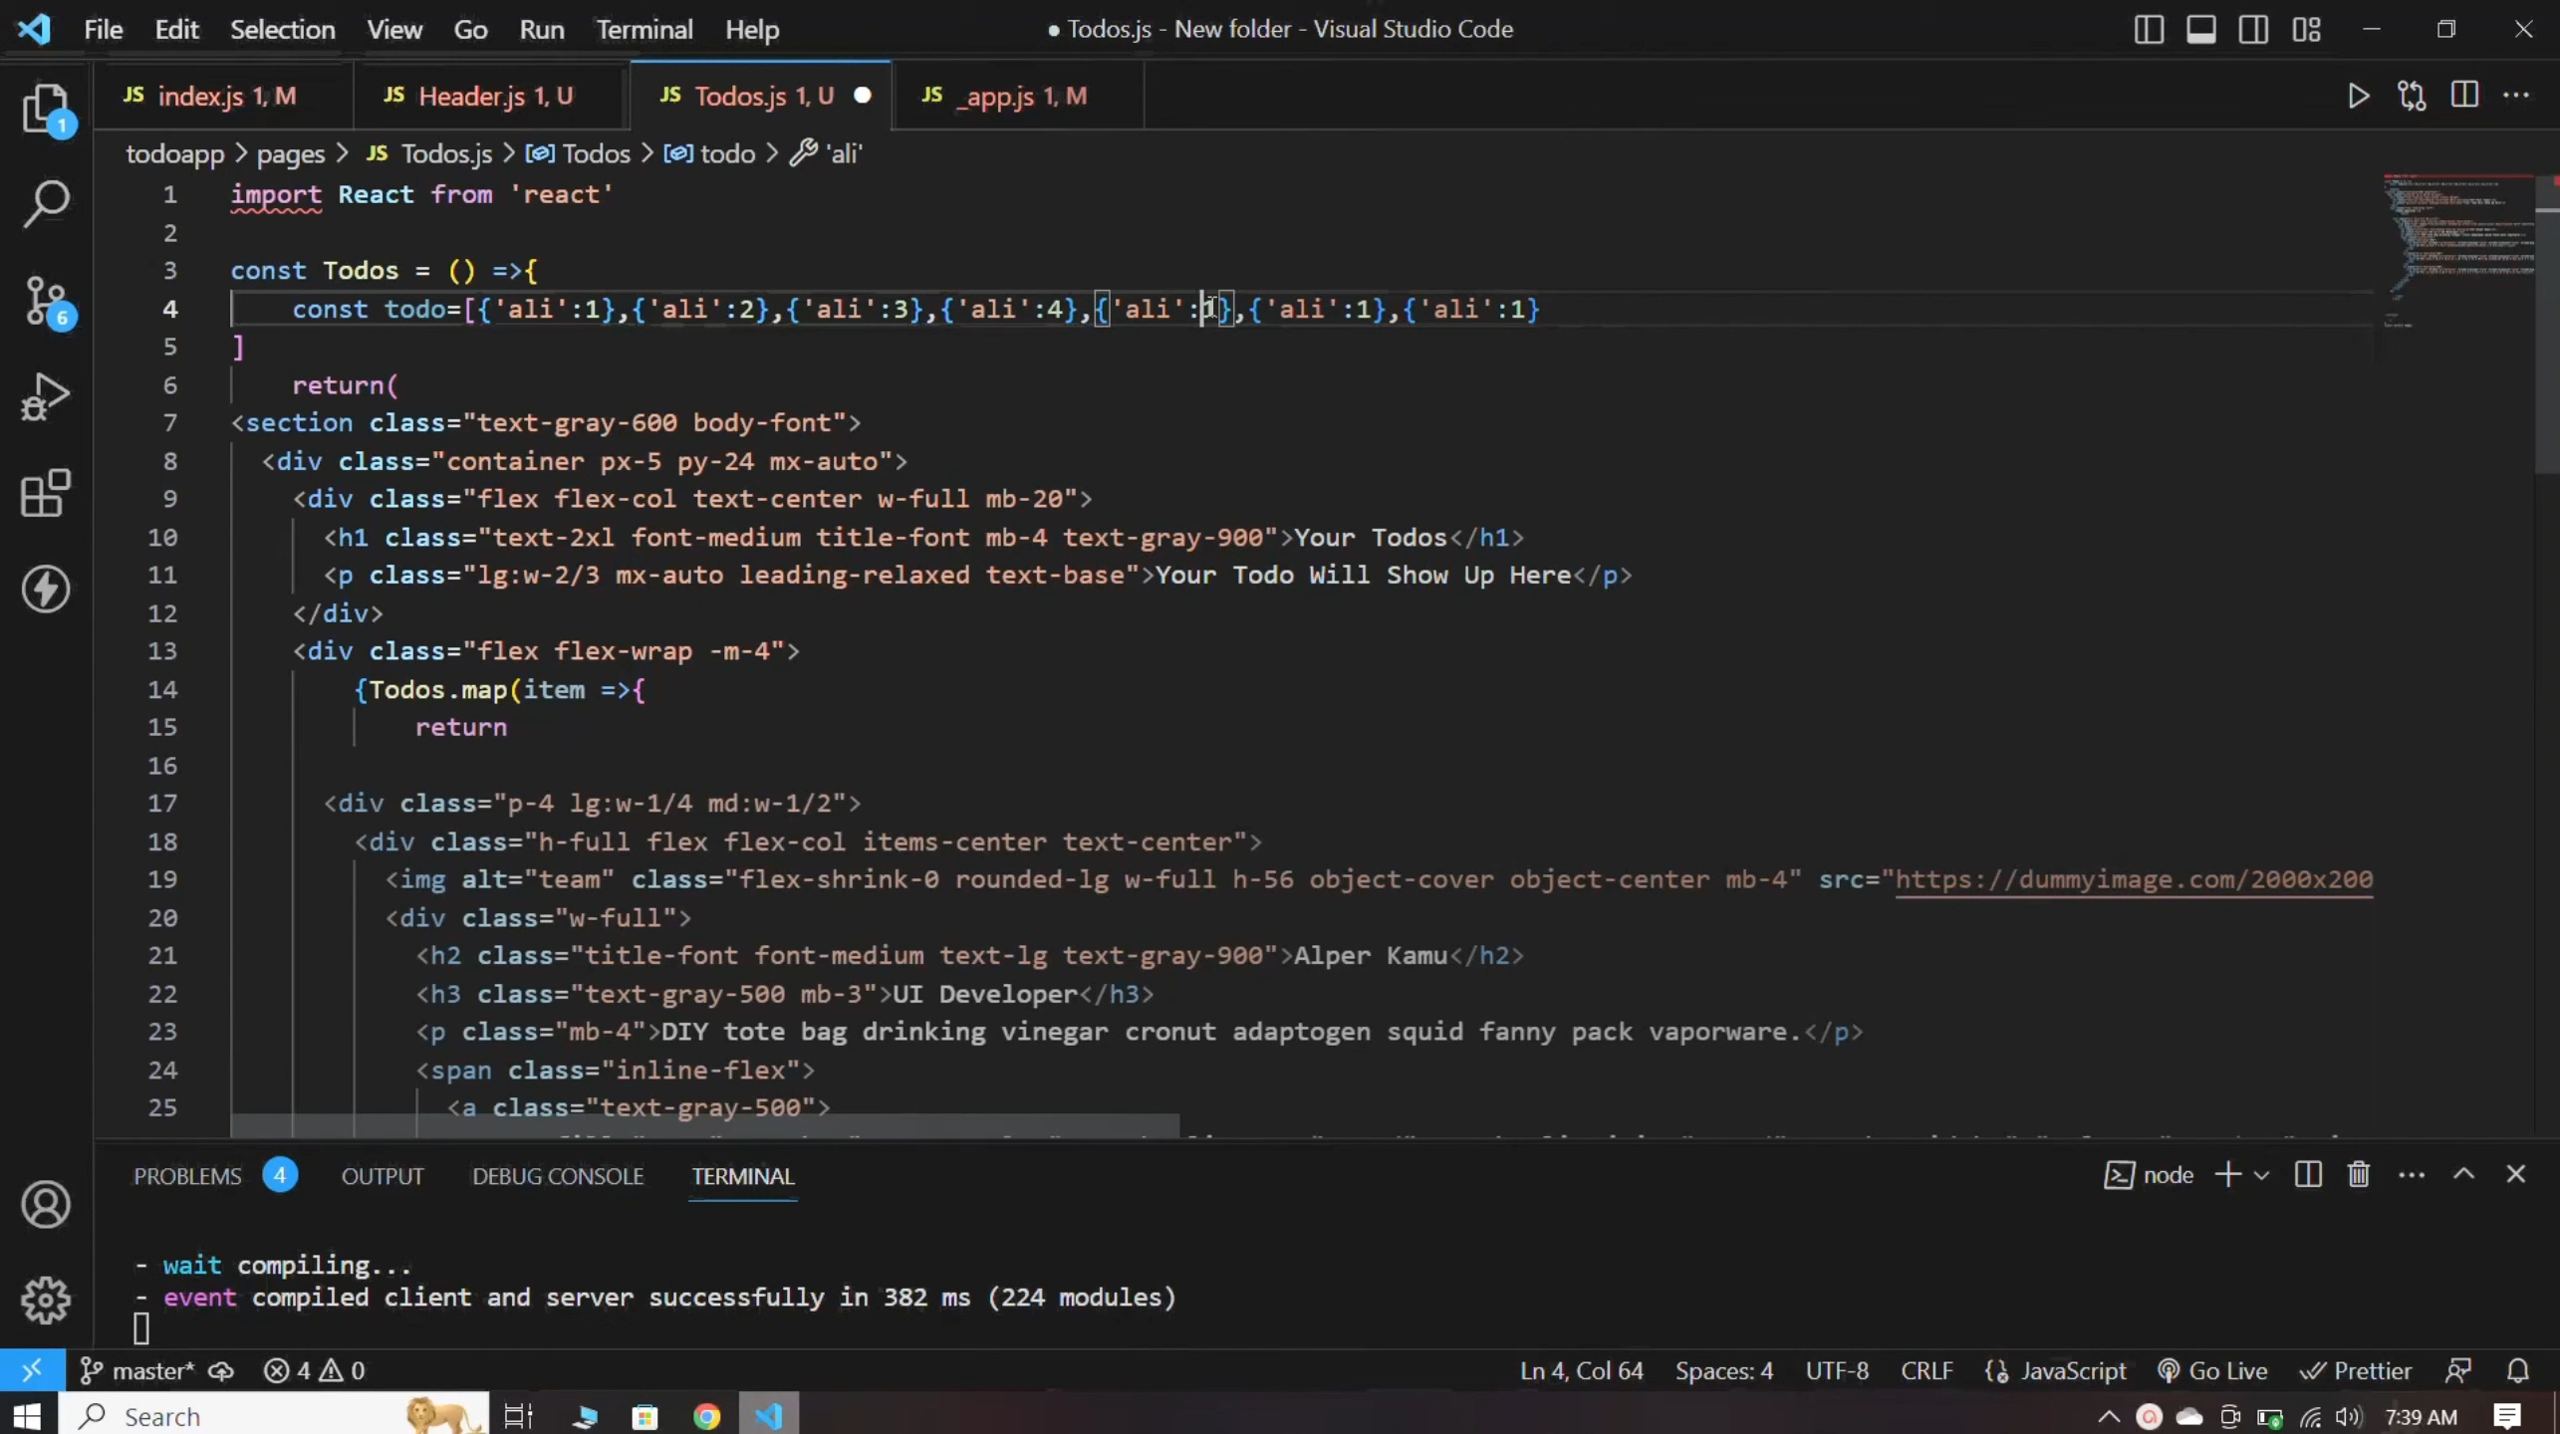 File Edit Selection View Go Run Terminal Help
● Todos.js - New folder - Visual Studio Code
JS index.js 1, M
JS Header.js 1, U
JS Todos.js 1, U
JS _app.js 1, M
todoapp > pages > JS Todos.js > Todos > todo > 'ali'
1 import React from 'react'
2
3 const Todos = () =>{
4 const todo=[{'ali':1},{'ali':2},{'ali':3},{'ali':4},{'ali':1},{'ali':1},{'ali':1}
5 ]
6 return(
7 <section class="text-gray-600 body-font">
8 <div class="container px-5 py-24 mx-auto">
9 <div class="flex flex-col text-center w-full mb-20">
10 <h1 class="text-2xl font-medium title-font mb-4 text-gray-900">Your Todos</h1>
11 <p class="lg:w-2/3 mx-auto leading-relaxed text-base">Your Todo Will Show Up Here</p>
12 </div>
13 <div class="flex flex-wrap -m-4">
14 {Todos.map(item =>{
15 return
16
17 <div class="p-4 lg:w-1/4 md:w-1/2">
18 <div class="h-full flex flex-col items-center text-center">
19 <img alt="team" class="flex-shrink-0 rounded-lg w-full h-56 object-cover object-center mb-4" src="https://dummyimage.com/2000x200
20 <div class="w-full">
21 <h2 class="title-font font-medium text-lg text-gray-900">Alper Kamu</h2>
22 <h3 class="text-gray-500 mb-3">UI Developer</h3>
23 <p class="mb-4">DIY tote bag drinking vinegar cronut adaptogen squid fanny pack vaporware.</p>
24 <span class="inline-flex">
25 <a class="text-gray-500">
1
6
PROBLEMS 4 OUTPUT DEBUG CONSOLE TERMINAL
node
- wait compiling...
- event compiled client and server successfully in 382 ms (224 modules)
master* 4 0
Ln 4, Col 64 Spaces: 4 UTF-8 CRLF JavaScript Go Live Prettier
Search
7:39 AM